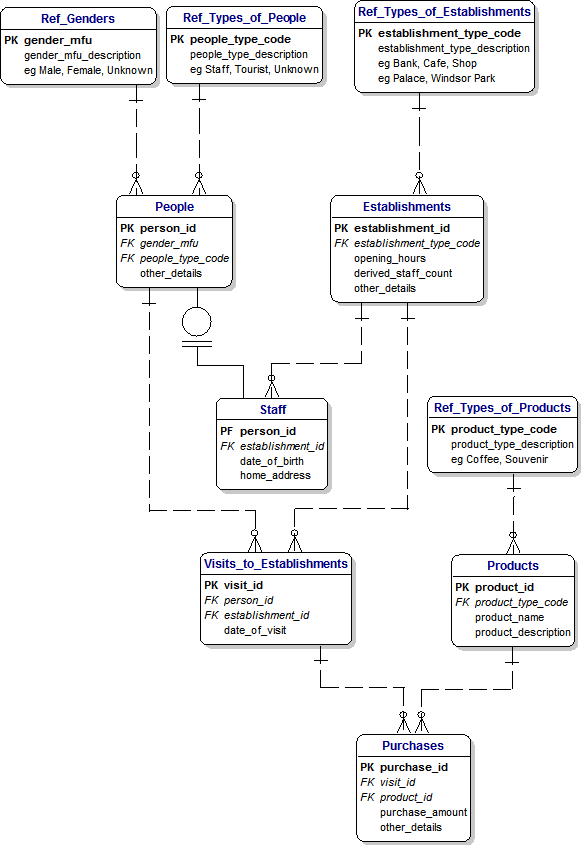 Ref_Genders
PK gender_mfu
gender_mfu_description
eg Male, Female, Unknown
Ref_Types_of_People
PK people_type_code
people_type_description
eg Staff, Tourist, Unknown
Ref_Types_of_Establishments
PK establishment_type_code
establishment_type_description
eg Bank, Cafe, Shop
eg Palace, Windsor Park
People
PK person_id
FK gender_mfu
FK people_type_code
other_details
Establishments
PK establishment_id
FK establishment_type_code
opening_hours
derived_staff_count
other_details
Staff
PF person_id
FK establishment_id
date_of_birth
home_address
Ref_Types_of_Products
PK product_type_code
product_type_description
eg Coffee, Souvenir
Visits_to_Establishments
PK visit_id
FK person_id
FK establishment_id
date_of_visit
Products
PK product_id
FK product_type_code
product_name
product_description
Purchases
PK purchase_id
FK visit_id
FK product_id
purchase_amount
other_details